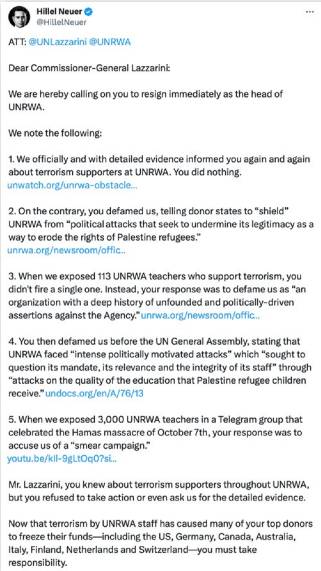 Hillel Neuer
@HillelNeuer
ATT: @UNLazzarini @UNRWA
Dear Commissioner-General Lazzarini:
We are hereby calling on you to resign immediately as the head of
UNRWA.
We note the following:
1. We officially and with detailed evidence informed you again and again
about terrorism supporters at UNRWA. You did nothing.
unwatch.org/unrwa-obstacle...
2. On the contrary, you defamed us, telling donor states to “shield”
UNRWA from “political attacks that seek to undermine its legitimacy as a
way to erode the rights of Palestine refugees.”
unrwa.org/newsroom/offic...
3. When we exposed 113 UNRWA teachers who support terrorism, you
didn't fire a single one. Instead, your response was to defame us as “an
organization with a deep history of unfounded and politically-driven
assertions against the Agency.” unrwa.org/newsroom/offic...
4. You then defamed us before the UN General Assembly, stating that
UNRWA faced “intense politically motivated attacks” which “sought to
question its mandate, its relevance and the integrity of its staff” through
“attacks on the quality of the education that Palestine refugee children
receive.” undocs.org/en/A/76/13
5. When we exposed 3,000 UNRWA teachers in a Telegram group that
celebrated the Hamas massacre of October 7th, your response was to
accuse us of a “smear campaign.”
youtu.be/kII-9gLtOq0?si...
Mr. Lazzarini, you knew about terrorism supporters throughout UNRWA,
but you refused to take action or even ask us for the detailed evidence.
Now that terrorism by UNRWA staff has caused many of your top donors
to freeze their funds—including the US, Germany, Canada, Australia,
Italy, Finland, Netherlands and Switzerland—you must take
responsibility.